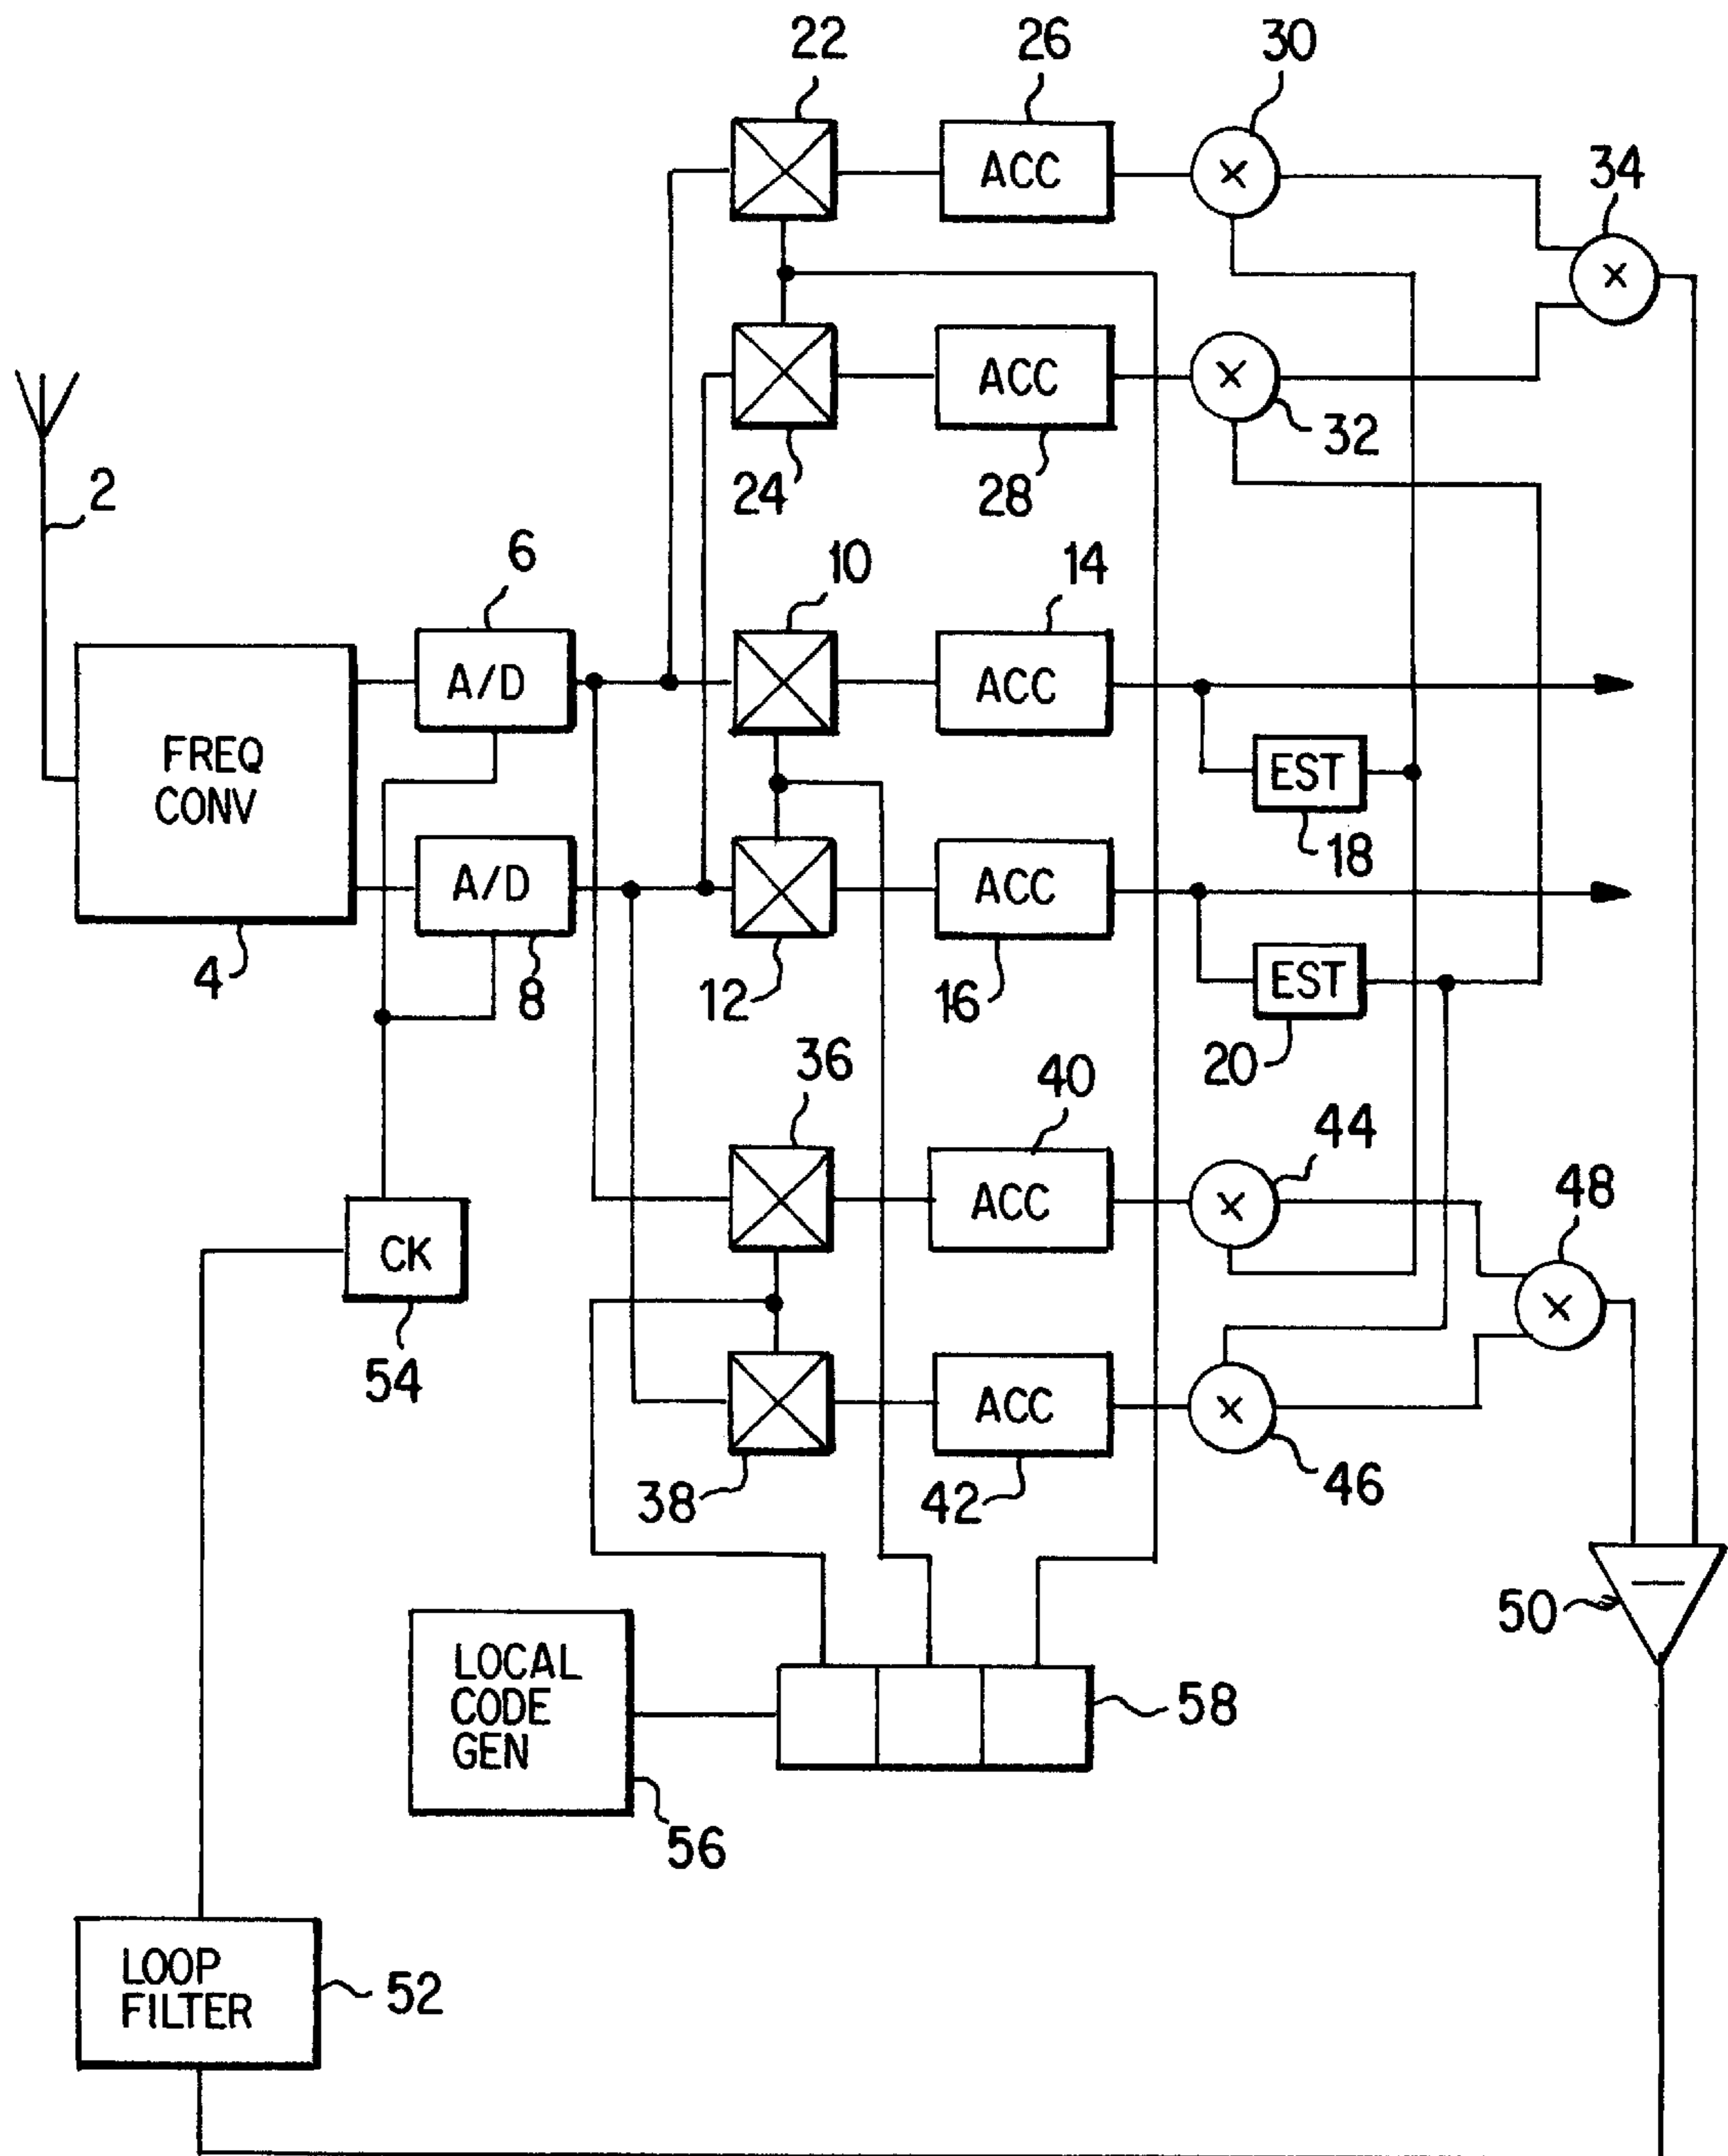 22
26
30
34
×
ACC
×
×
×
ACC
×
32
24
28
2
6
10
14
A/D
ACC
FREQ
CONV
EST
18
A/D
ACC
4
8
12
16
EST
20
36
40
44
48
ACC
×
CK
×
54
ACC
×
38
42
46
50
LOCAL
CODE
GEN
58
56
LOOP
FILTER
52